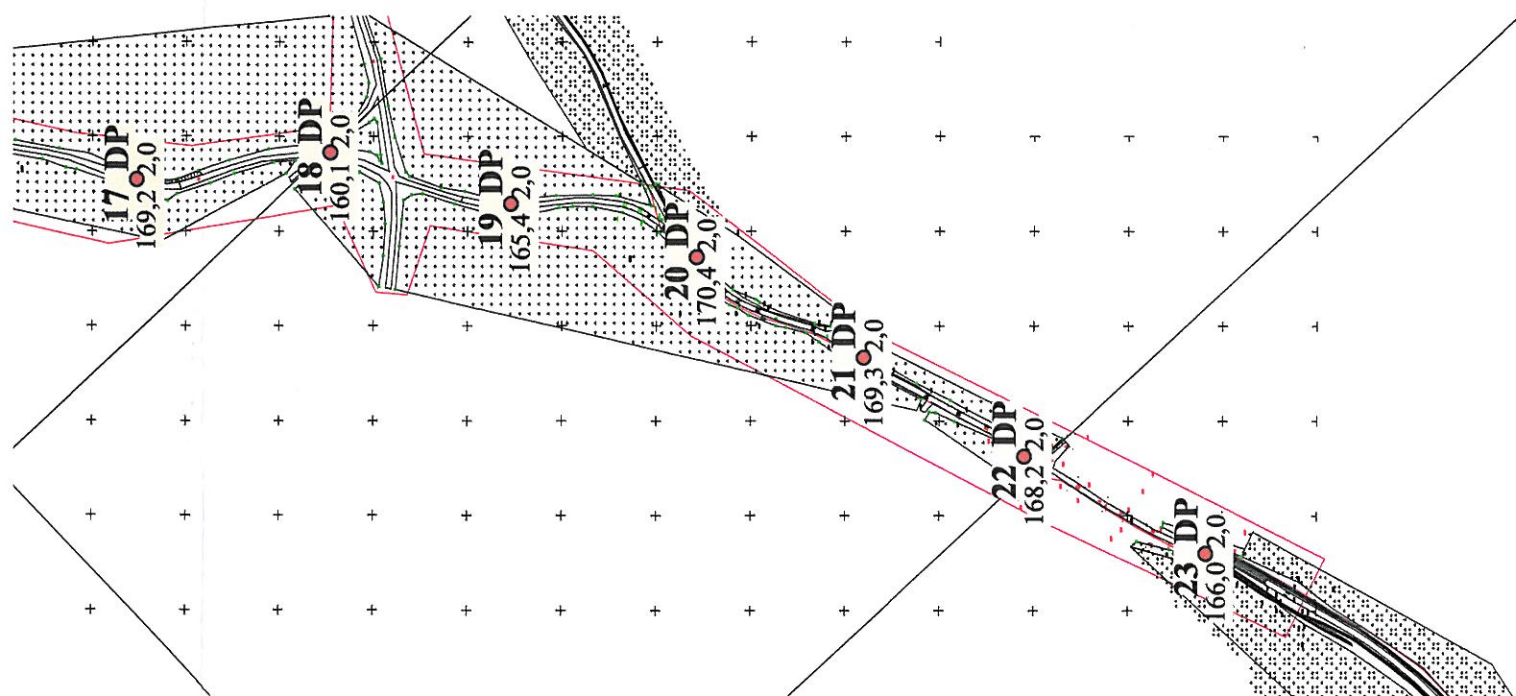 17 DP
169,2 2,0
18 DP
160,1 2,0
19 DP
165,4 2,0
20 DP
170,4 2,0
21 DP
169,3 2,0
22 DP
168,2 2,0
23 DP
166,0 2,0